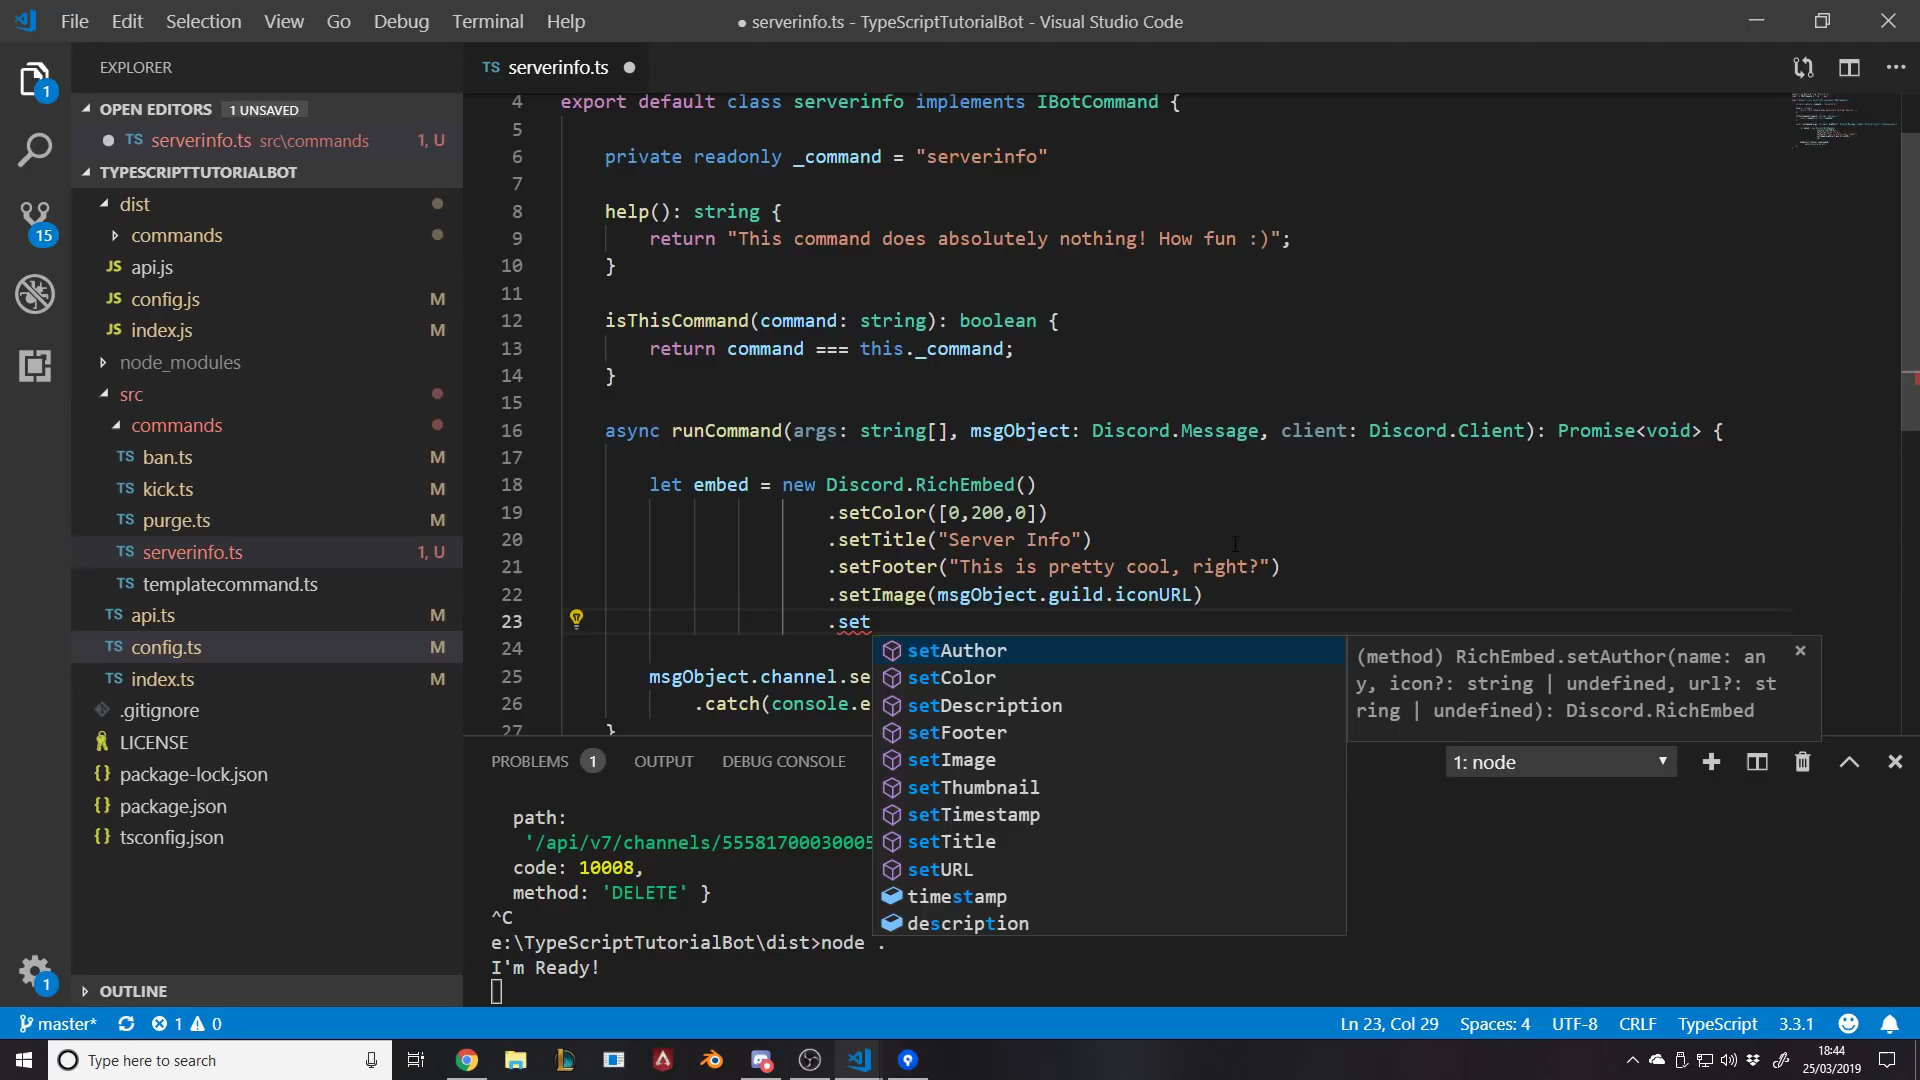 File Edit Selection View Go Debug Terminal Help
● serverinfo.ts - TypeScriptTutorialBot - Visual Studio Code
EXPLORER
OPEN EDITORS 1 UNSAVED
TS serverinfo.ts src\commands 1, U
TYPESCRIPTTUTORIALBOT
dist
commands
JS api.js
JS config.js M
JS index.js M
node_modules
src
commands
TS ban.ts M
TS kick.ts M
TS purge.ts M
TS serverinfo.ts 1, U
TS templatecommand.ts
TS api.ts M
TS config.ts M
TS index.ts M
.gitignore
LICENSE
{} package-lock.json
{} package.json
{} tsconfig.json
OUTLINE
1
15
1
TS serverinfo.ts
4 export default class serverinfo implements IBotCommand {
5
6 private readonly _command = "serverinfo"
7
8 help(): string {
9 return "This command does absolutely nothing! How fun :)";
10 }
11
12 isThisCommand(command: string): boolean {
13 return command === this._command;
14 }
15
16 async runCommand(args: string[], msgObject: Discord.Message, client: Discord.Client): Promise<void> {
17
18 let embed = new Discord.RichEmbed()
19 .setColor([0,200,0])
20 .setTitle("Server Info")
21 .setFooter("This is pretty cool, right?")
22 .setImage(msgObject.guild.iconURL)
23 .set
24
25 msgObject.channel.se
26 .catch(console.e
27 }
setAuthor
setColor
setDescription
setFooter
setImage
setThumbnail
setTimestamp
setTitle
setURL
timestamp
description
(method) RichEmbed.setAuthor(name: an
y, icon?: string | undefined, url?: st
ring | undefined): Discord.RichEmbed
PROBLEMS 1 OUTPUT DEBUG CONSOLE
1: node
path:
'/api/v7/channels/55581700030005
code: 10008,
method: 'DELETE' }
^C
e:\TypeScriptTutorialBot\dist>node .
I'm Ready!
master* 1 0
Ln 23, Col 29 Spaces: 4 UTF-8 CRLF TypeScript 3.3.1
Type here to search
18:44
25/03/2019